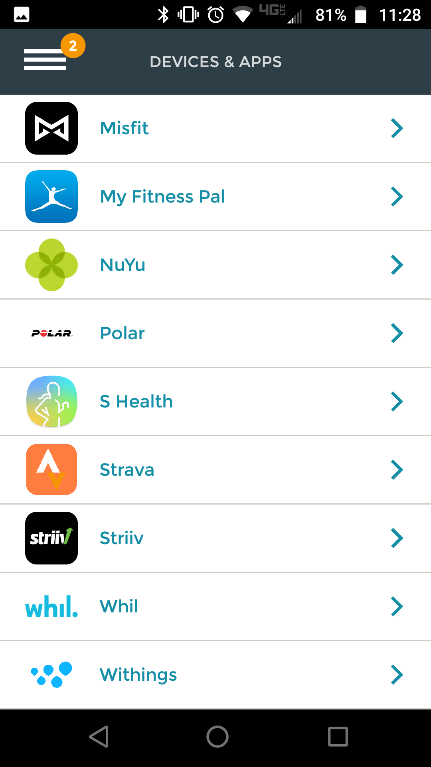 4G LTE 81% 11:28
2
DEVICES & APPS
Misfit
My Fitness Pal
NuYu
POLAR
Polar
S Health
Strava
striiv
Striiv
whil.
Whil
Withings